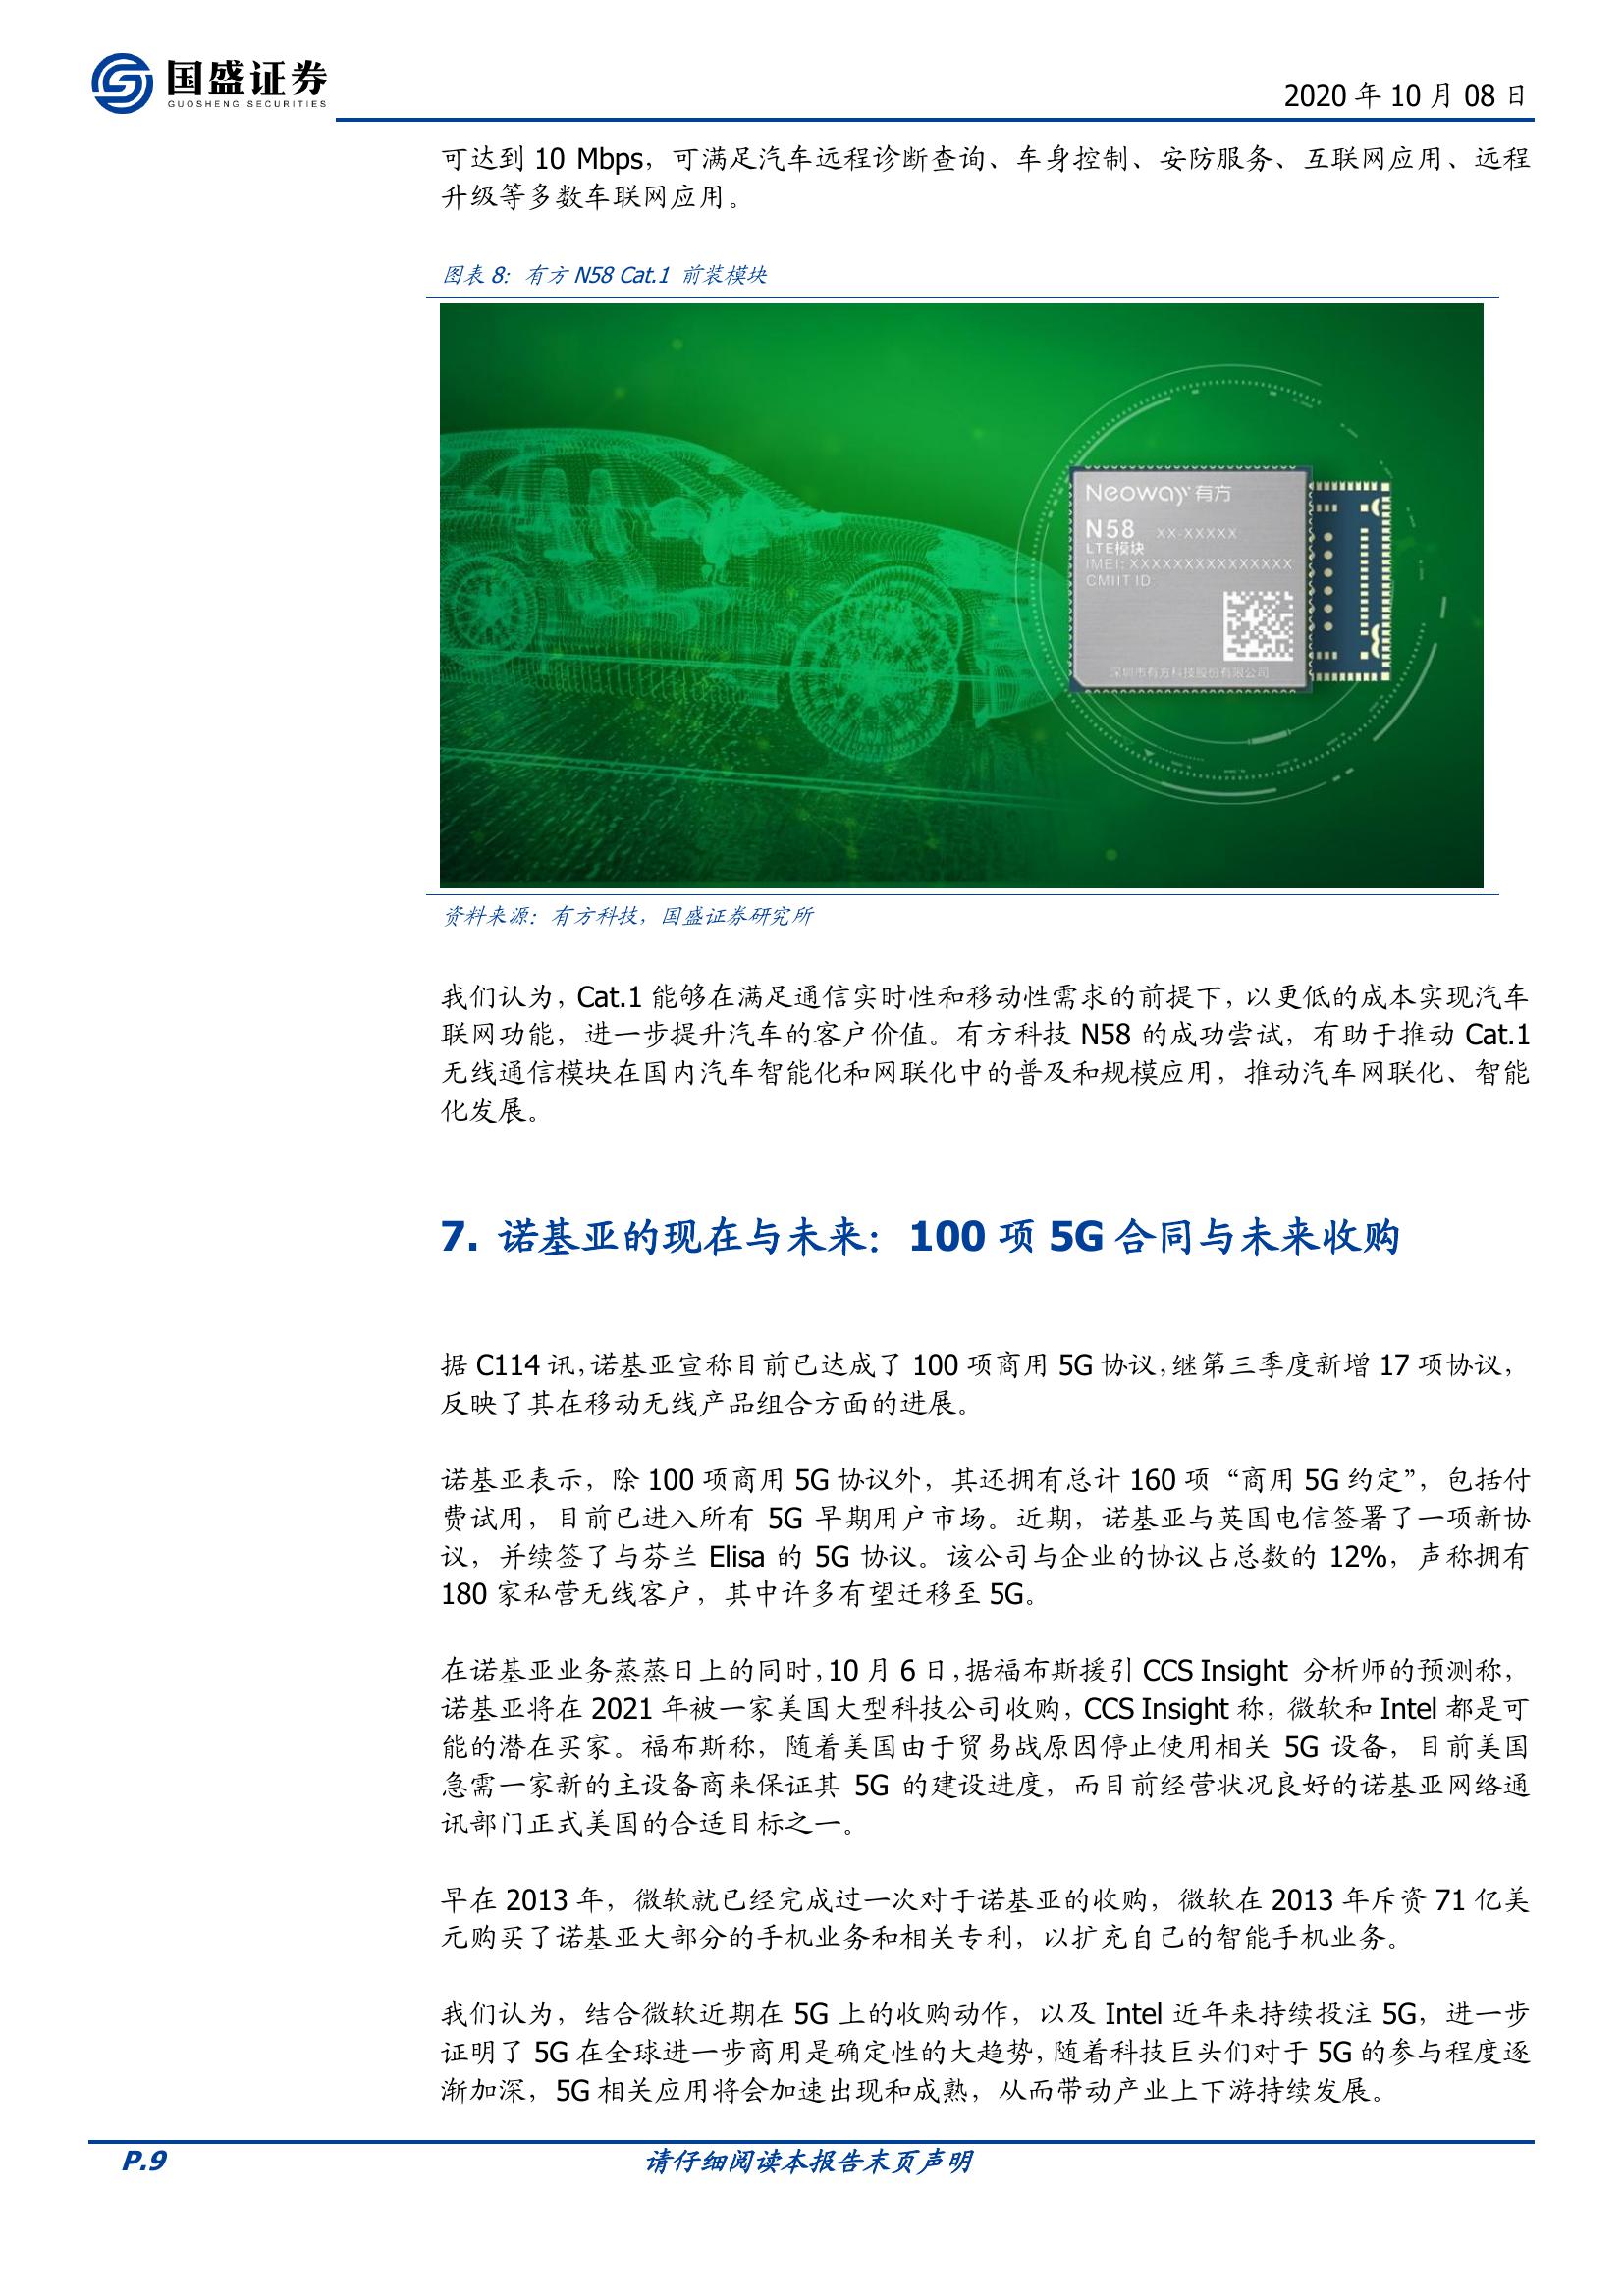 国盛证券
GUOSHENG SECURITIES
2020 年 10 月 08 日
可达到 10 Mbps，可满足汽车远程诊断查询、车身控制、安防服务、互联网应用、远程
升级等多数车联网应用。
图表 8：有方 N58 Cat.1 前装模块
Neoway 有方
N58 XX-XXXXX
LTE模块
IMEI: XXXXXXXXXXXXXXX
CMIIT ID
深圳市有方科技股份有限公司
资料来源：有方科技，国盛证券研究所
我们认为，Cat.1 能够在满足通信实时性和移动性需求的前提下，以更低的成本实现汽车
联网功能，进一步提升汽车的客户价值。有方科技 N58 的成功尝试，有助于推动 Cat.1
无线通信模块在国内汽车智能化和网联化中的普及和规模应用，推动汽车网联化、智能
化发展。
7. 诺基亚的现在与未来：100 项 5G 合同与未来收购
据 C114 讯，诺基亚宣称目前已达成了 100 项商用 5G 协议，继第三季度新增 17 项协议，
反映了其在移动无线产品组合方面的进展。
诺基亚表示，除 100 项商用 5G 协议外，其还拥有总计 160 项“商用 5G 约定”，包括付
费试用，目前已进入所有 5G 早期用户市场。近期，诺基亚与英国电信签署了一项新协
议，并续签了与芬兰 Elisa 的 5G 协议。该公司与企业的协议占总数的 12%，声称拥有
180 家私营无线客户，其中许多有望迁移至 5G。
在诺基亚业务蒸蒸日上的同时，10 月 6 日，据福布斯援引 CCS Insight 分析师的预测称，
诺基亚将在 2021 年被一家美国大型科技公司收购，CCS Insight 称，微软和 Intel 都是可
能的潜在买家。福布斯称，随着美国由于贸易战原因停止使用相关 5G 设备，目前美国
急需一家新的主设备商来保证其 5G 的建设进度，而目前经营状况良好的诺基亚网络通
讯部门正式美国的合适目标之一。
早在 2013 年，微软就已经完成过一次对于诺基亚的收购，微软在 2013 年斥资 71 亿美
元购买了诺基亚大部分的手机业务和相关专利，以扩充自己的智能手机业务。
我们认为，结合微软近期在 5G 上的收购动作，以及 Intel 近年来持续投注 5G，进一步
证明了 5G 在全球进一步商用是确定性的大趋势，随着科技巨头们对于 5G 的参与程度逐
渐加深，5G 相关应用将会加速出现和成熟，从而带动产业上下游持续发展。
P.9
请仔细阅读本报告末页声明